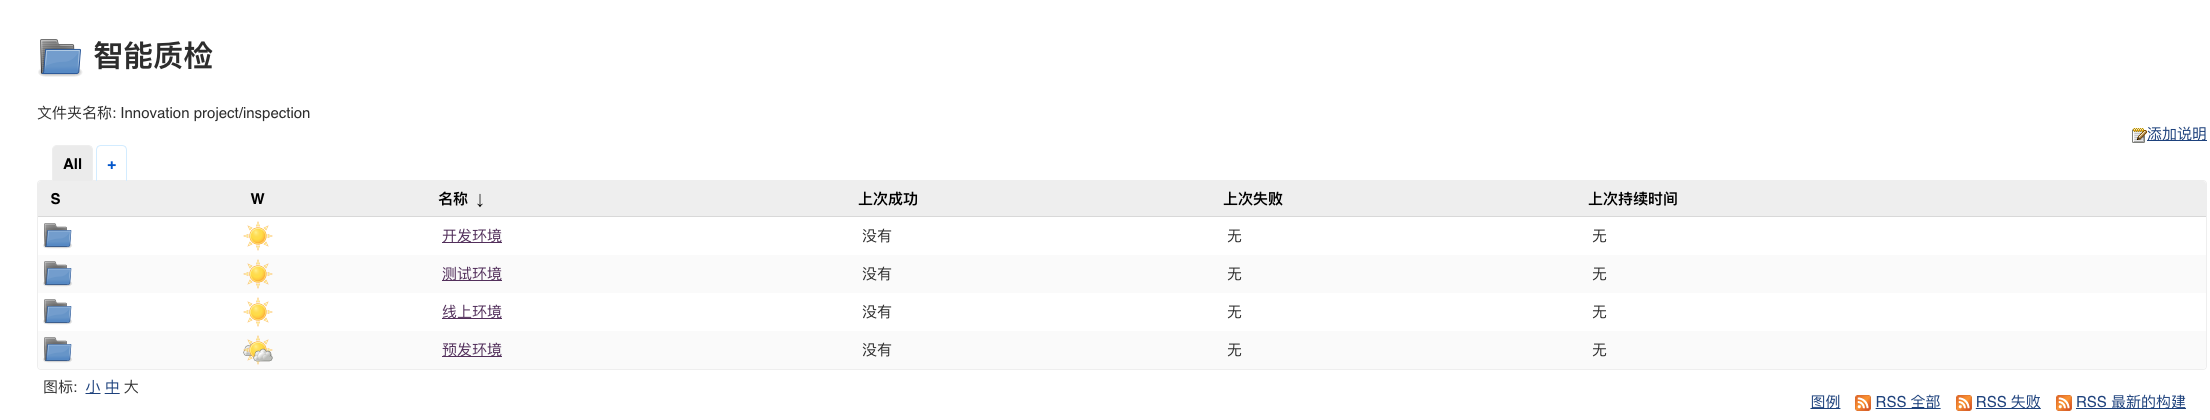 智能质检
文件夹名称: Innovation project/inspection
添加说明
All +
S W 名称 ↓ 上次成功 上次失败 上次持续时间
开发环境 没有 无 无
测试环境 没有 无 无
线上环境 没有 无 无
预发环境 没有 无 无
图标: 小 中 大
图例 RSS 全部 RSS 失败 RSS 最新的构建